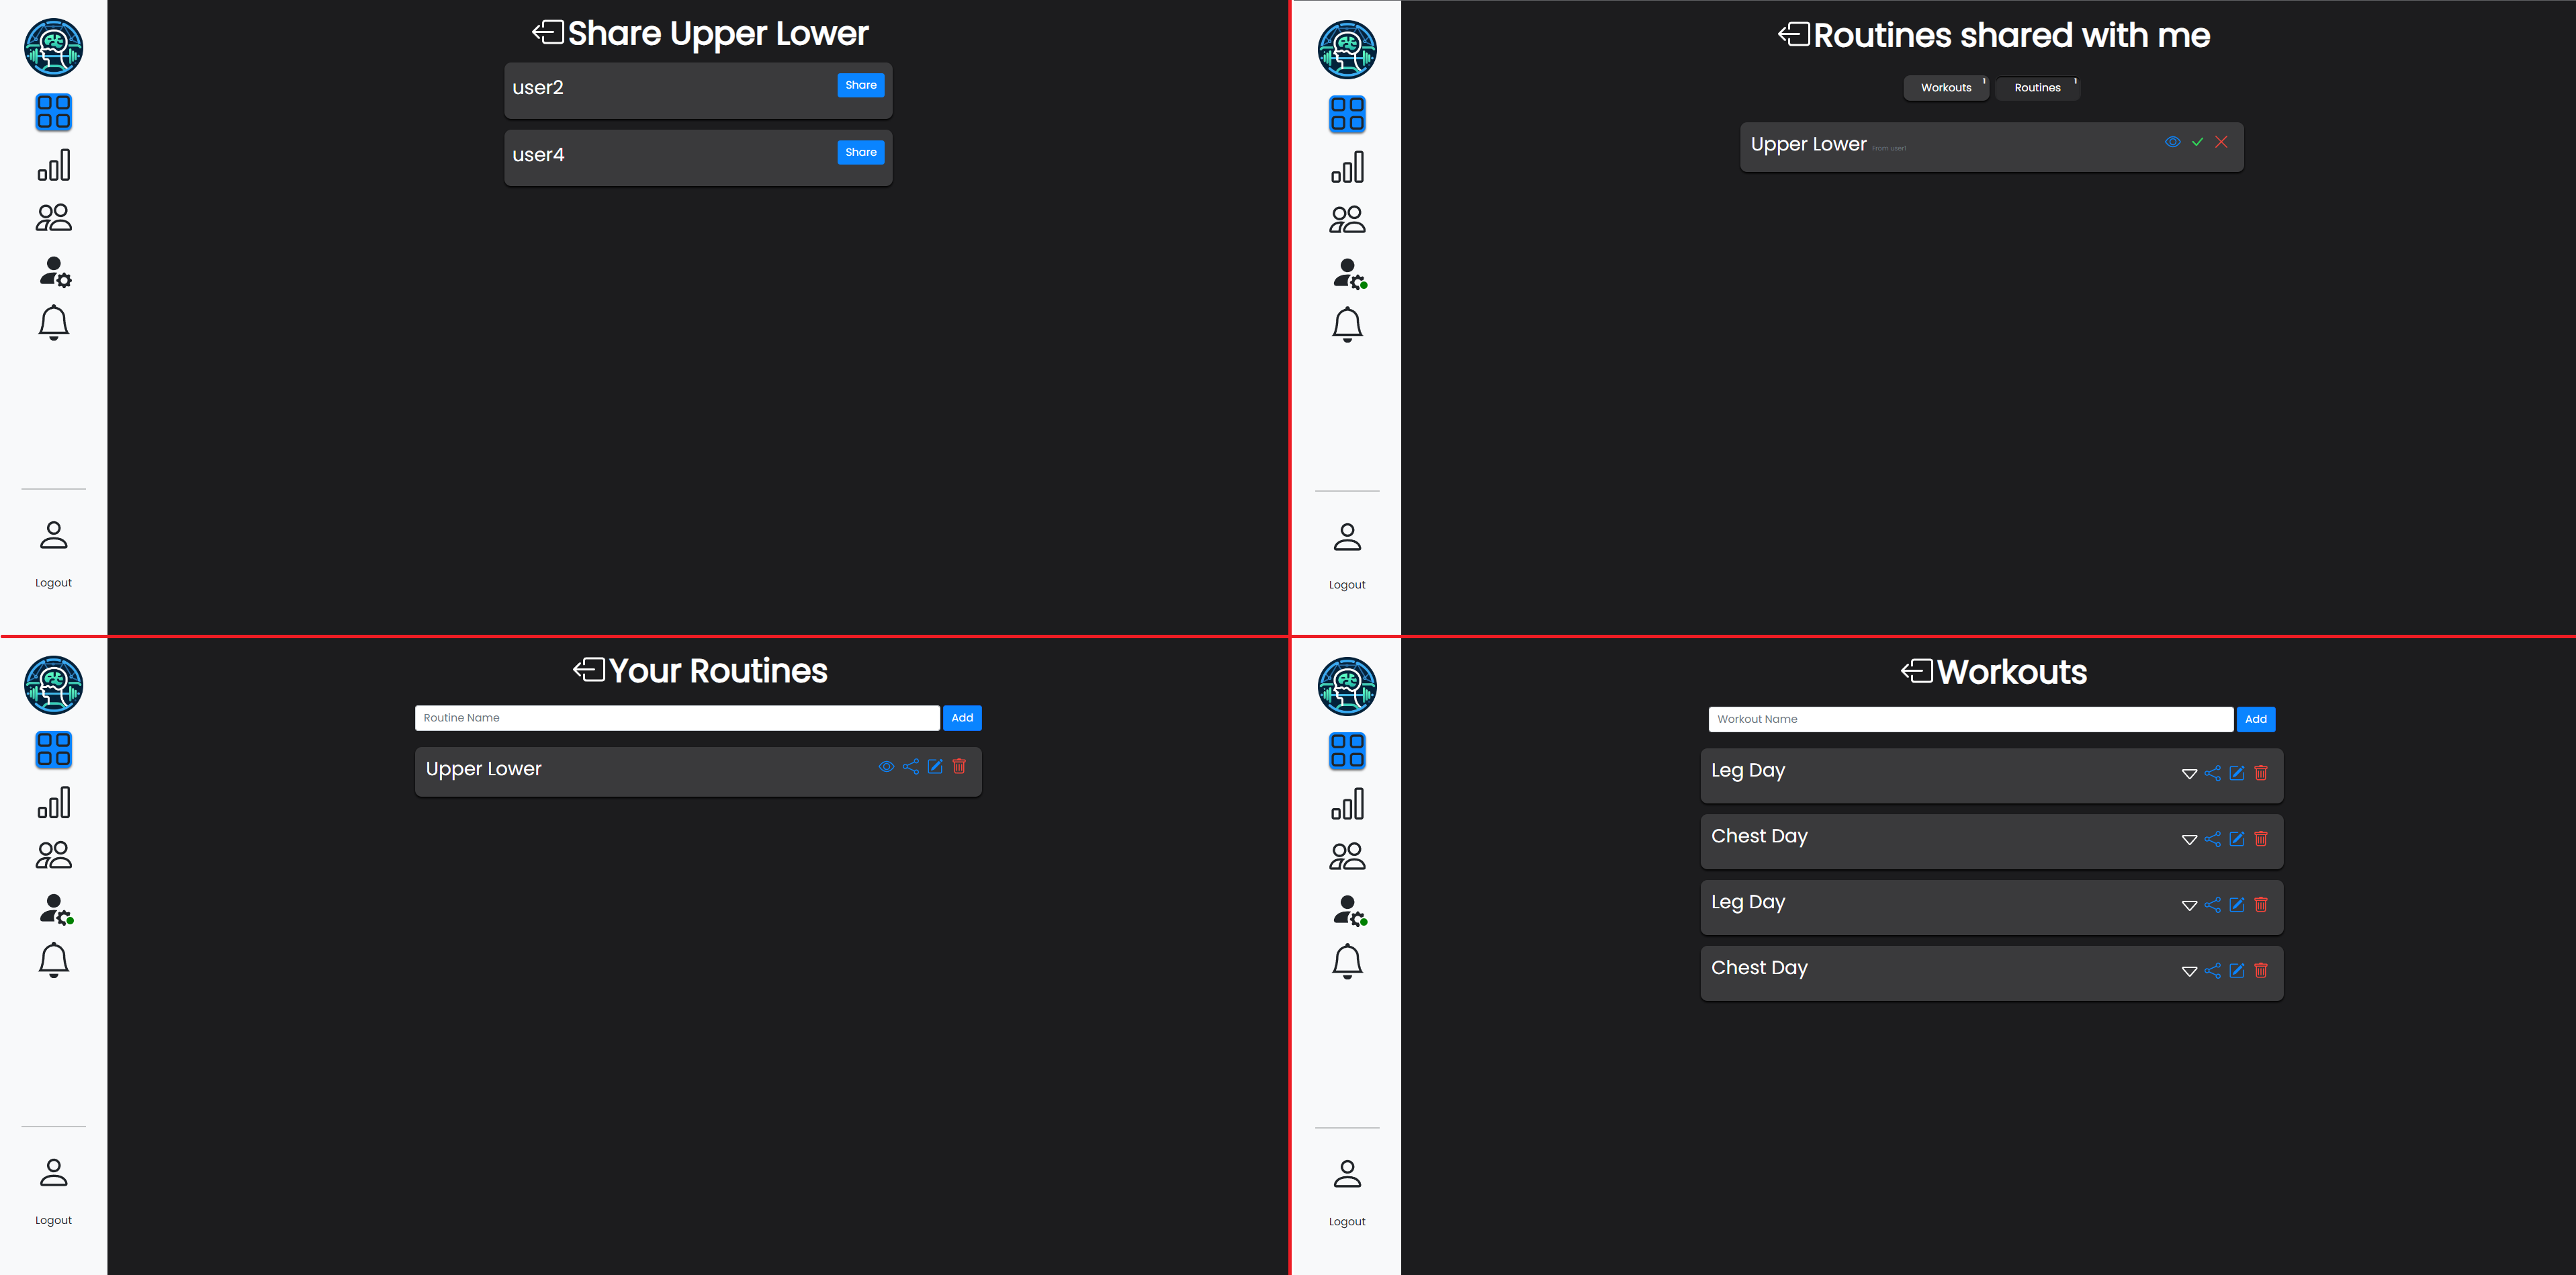 Share Upper Lower
user2 Share
user4 Share
Logout
Routines shared with me
Workouts 1 Routines 1
Upper Lower From user1
Logout
Your Routines
Routine Name Add
Upper Lower
Logout
Workouts
Workout Name Add
Leg Day
Chest Day
Leg Day
Chest Day
Logout